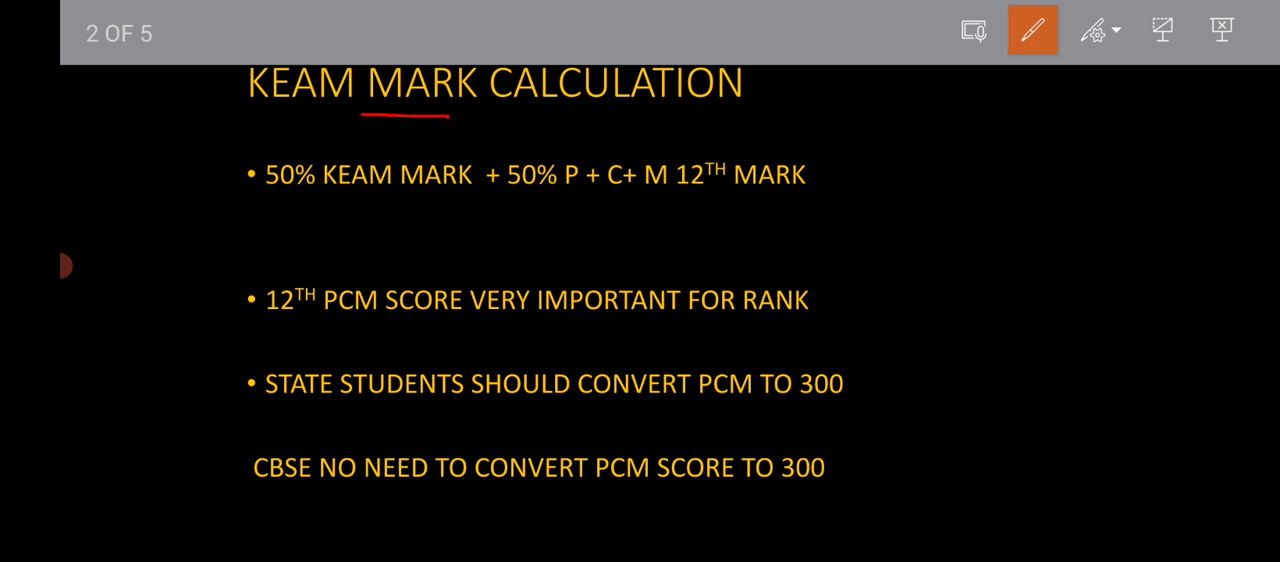 2 OF 5
KEAM MARK CALCULATION
• 50% KEAM MARK + 50% P + C+ M 12TH MARK
• 12TH PCM SCORE VERY IMPORTANT FOR RANK
• STATE STUDENTS SHOULD CONVERT PCM TO 300
CBSE NO NEED TO CONVERT PCM SCORE TO 300